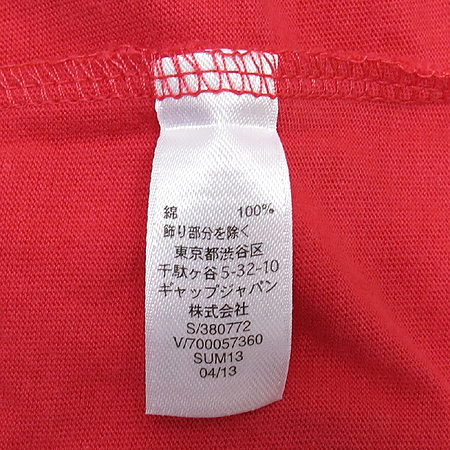 綿 100%
飾り部分を除く
東京都渋谷区
千駄ヶ谷5-32-10
ギャップジャパン
株式会社
S/380772
V/700057360
SUM13
04/13